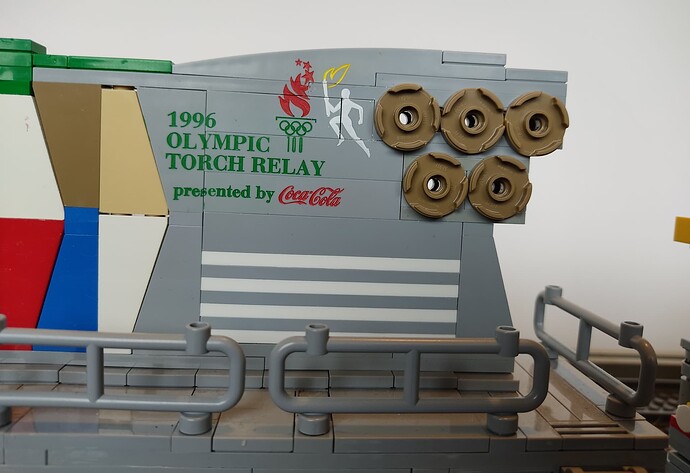 1996
OLYMPIC
TORCH RELAY
presented by Coca-Cola